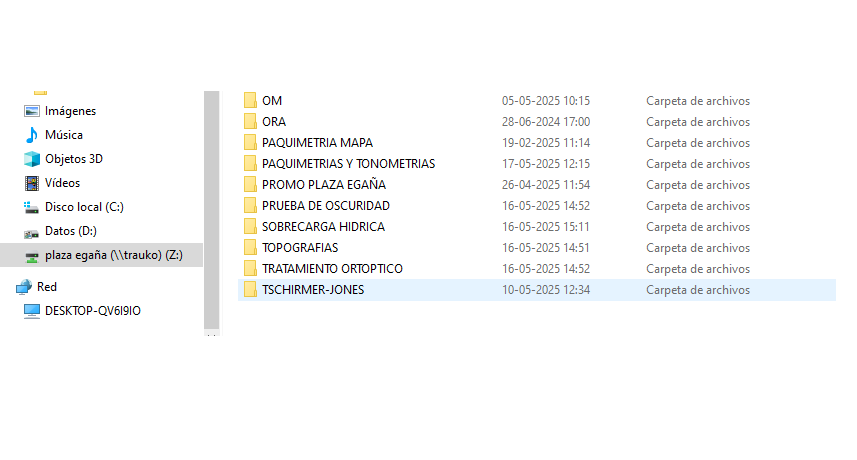 Imágenes
Música
Objetos 3D
Vídeos
Disco local (C:)
Datos (D:)
plaza egaña (\\trauko) (Z:)
Red
DESKTOP-QV6I9IO
OM 05-05-2025 10:15 Carpeta de archivos
ORA 28-06-2024 17:00 Carpeta de archivos
PAQUIMETRIA MAPA 19-02-2025 11:14 Carpeta de archivos
PAQUIMETRIAS Y TONOMETRIAS 17-05-2025 12:15 Carpeta de archivos
PROMO PLAZA EGAÑA 26-04-2025 11:54 Carpeta de archivos
PRUEBA DE OSCURIDAD 16-05-2025 14:52 Carpeta de archivos
SOBRECARGA HIDRICA 16-05-2025 15:11 Carpeta de archivos
TOPOGRAFIAS 16-05-2025 14:51 Carpeta de archivos
TRATAMIENTO ORTOPTICO 16-05-2025 14:52 Carpeta de archivos
TSCHIRMER-JONES 10-05-2025 12:34 Carpeta de archivos